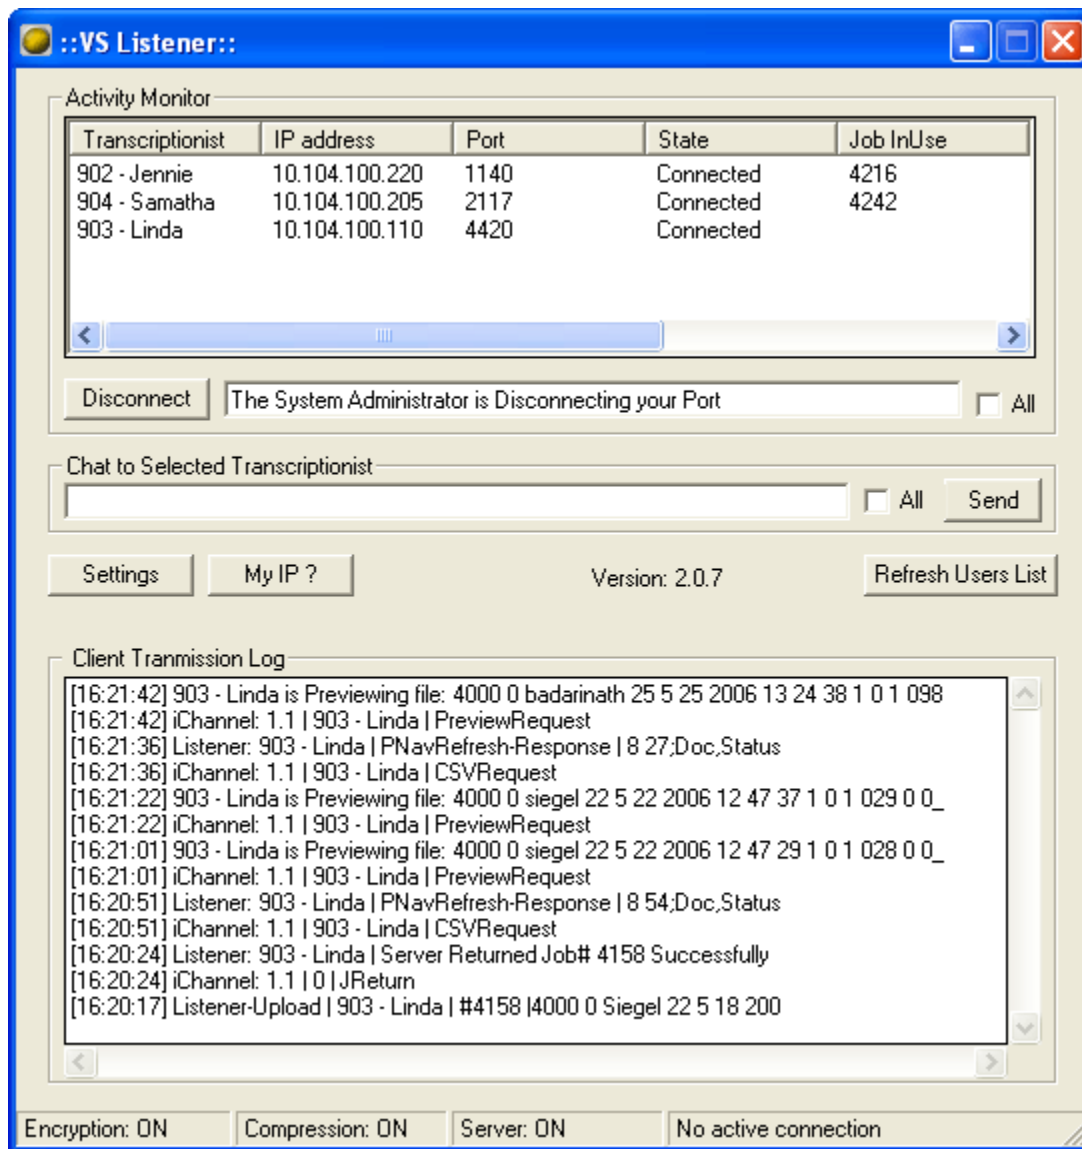 ::VS Listener::
Activity Monitor
Transcriptionist IP address Port State Job InUse
902 - Jennie 10.104.100.220 1140 Connected 4216
904 - Samatha 10.104.100.205 2117 Connected 4242
903 - Linda 10.104.100.110 4420 Connected
Disconnect The System Administrator is Disconnecting your Port All
Chat to Selected Transcriptionist
All Send
Settings My IP ? Version: 2.0.7 Refresh Users List
Client Tranmission Log
[16:21:42] 903 - Linda is Previewing file: 4000 0 badarinath 25 5 25 2006 13 24 38 1 0 1 098
[16:21:42] iChannel: 1.1 | 903 - Linda | PreviewRequest
[16:21:36] Listener: 903 - Linda | PNavRefresh-Response | 8 27;Doc,Status
[16:21:36] iChannel: 1.1 | 903 - Linda | CSVRequest
[16:21:22] 903 - Linda is Previewing file: 4000 0 siegel 22 5 22 2006 12 47 37 1 0 1 029 0 0_
[16:21:22] iChannel: 1.1 | 903 - Linda | PreviewRequest
[16:21:01] 903 - Linda is Previewing file: 4000 0 siegel 22 5 22 2006 12 47 29 1 0 1 028 0 0_
[16:21:01] iChannel: 1.1 | 903 - Linda | PreviewRequest
[16:20:51] Listener: 903 - Linda | PNavRefresh-Response | 8 54;Doc,Status
[16:20:51] iChannel: 1.1 | 903 - Linda | CSVRequest
[16:20:24] Listener: 903 - Linda | Server Returned Job# 4158 Successfully
[16:20:24] iChannel: 1.1 | 0 | JReturn
[16:20:17] Listener-Upload | 903 - Linda | #4158 |4000 0 Siegel 22 5 18 200
Encryption: ON Compression: ON Server: ON No active connection